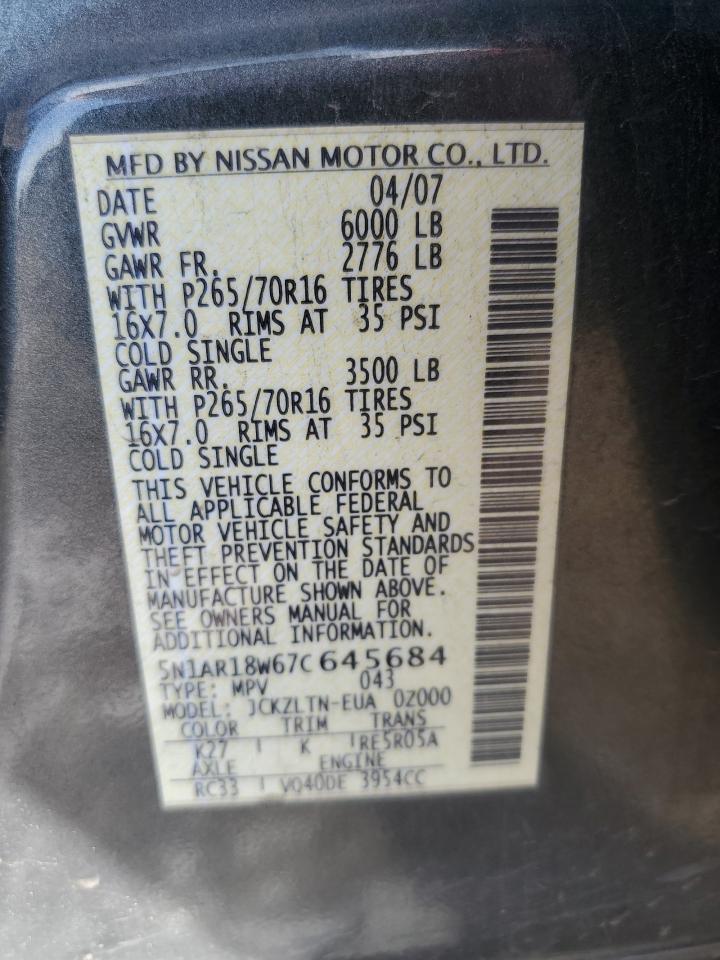 MFD BY NISSAN MOTOR CO., LTD.
DATE 04/07
GVWR 6000 LB
GAWR FR. 2776 LB
WITH P265/70R16 TIRES
16X7.0 RIMS AT 35 PSI
COLD SINGLE
GAWR RR. 3500 LB
WITH P265/70R16 TIRES
16X7.0 RIMS AT 35 PSI
COLD SINGLE
THIS VEHICLE CONFORMS TO
ALL APPLICABLE FEDERAL
MOTOR VEHICLE SAFETY AND
THEFT PREVENTION STANDARDS
IN EFFECT ON THE DATE OF
MANUFACTURE SHOWN ABOVE.
SEE OWNERS MANUAL FOR
ADDITIONAL INFORMATION.
5N1AR18W67C645684
TYPE: MPV 043
MODEL: JCKZLTN-EUA 0Z000
COLOR TRIM TRANS
K27 K RE5R05A
AXLE ENGINE
RC33 VQ40DE 3954CC